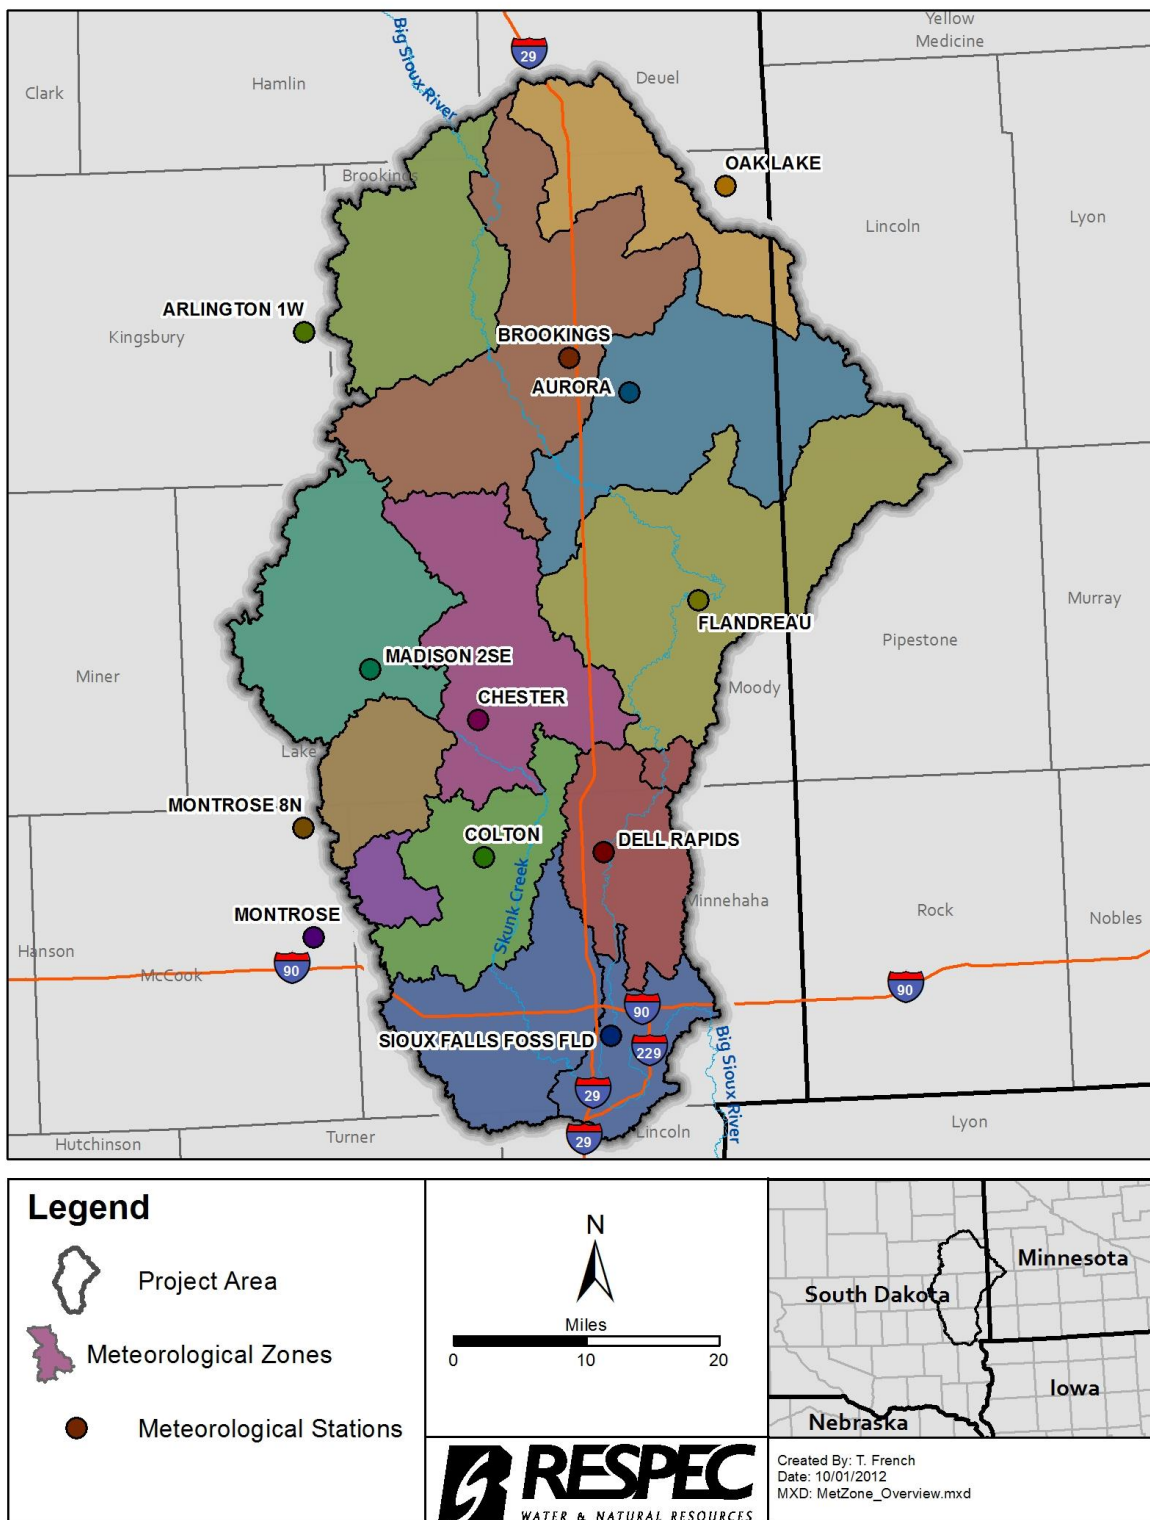 Yellow
Medicine
Big Sioux River
29
Deuel
Hamlin
Clark
OAK LAKE
Brookings
Lincoln
Lyon
ARLINGTON 1W
Kingsbury
BROOKINGS
AURORA
Murray
FLANDREAU
Pipestone
MADISON 2SE
Miner
Moody
CHESTER
Lake
MONTROSE 8N
COLTON
DELL RAPIDS
Skunk Creek
Minnehaha
Rock
Nobles
MONTROSE
Hanson
McCook
90
90
90
SIOUX FALLS FOSS FLD
229
Big Sioux River
29
29
Hutchinson
Turner
Lincoln
Lyon
Legend
Project Area
Meteorological Zones
Meteorological Stations
N
Miles
0 10 20
RESPEC
WATER & NATURAL RESOURCES
Minnesota
South Dakota
Iowa
Nebraska
Created By: T. French
Date: 10/01/2012
MXD: MetZone_Overview.mxd